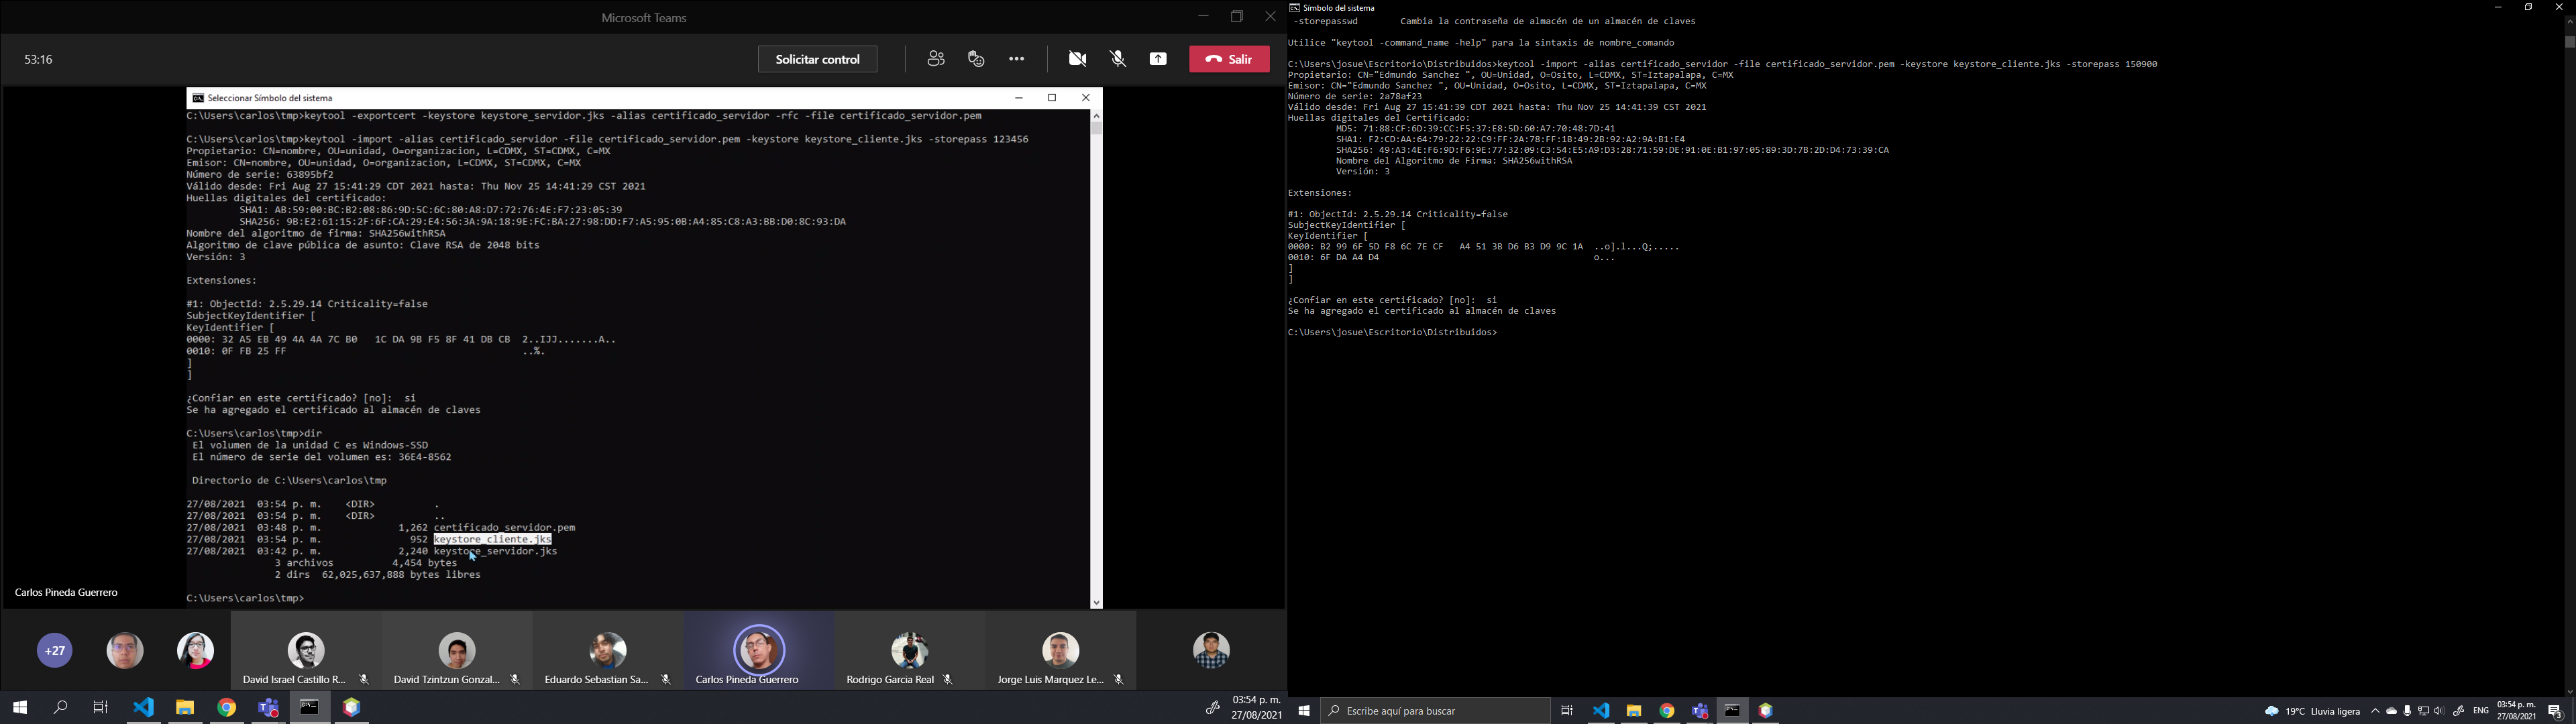 Microsoft Teams
53:16
Solicitar control
Salir
Seleccionar Símbolo del sistema
C:\Users\carlos\tmp>keytool -exportcert -keystore keystore_servidor.jks -alias certificado_servidor -rfc -file certificado_servidor.pem
C:\Users\carlos\tmp>keytool -import -alias certificado_servidor -file certificado_servidor.pem -keystore keystore_cliente.jks -storepass 123456
Propietario: CN=nombre, OU=unidad, O=organizacion, L=CDMX, ST=CDMX, C=MX
Emisor: CN=nombre, OU=unidad, O=organizacion, L=CDMX, ST=CDMX, C=MX
Número de serie: 63895bf2
Válido desde: Fri Aug 27 15:41:29 CDT 2021 hasta: Thu Nov 25 14:41:29 CST 2021
Huellas digitales del certificado:
SHA1: AB:59:00:BC:B2:08:86:9D:5C:6C:80:A8:D7:72:76:4E:F7:23:05:39
SHA256: 9B:E2:61:15:2F:6F:CA:29:E4:56:3A:9A:18:9E:FC:BA:27:98:DD:F7:A5:95:0B:A4:85:C8:A3:BB:D0:8C:93:DA
Nombre del algoritmo de firma: SHA256withRSA
Algoritmo de clave pública de asunto: Clave RSA de 2048 bits
Versión: 3
Extensiones:
#1: ObjectId: 2.5.29.14 Criticality=false
SubjectKeyIdentifier [
KeyIdentifier [
0000: 32 A5 EB 49 4A 4A 7C B0   1C DA 9B F5 8F 41 DB CB  2..IJJ.......A..
0010: 0F FB 25 FF                                        ..%.
]
]
¿Confiar en este certificado? [no]:  si
Se ha agregado el certificado al almacén de claves
C:\Users\carlos\tmp>dir
El volumen de la unidad C es Windows-SSD
El número de serie del volumen es: 36E4-8562
Directorio de C:\Users\carlos\tmp
27/08/2021  03:54 p. m.    <DIR>          .
27/08/2021  03:54 p. m.    <DIR>          ..
27/08/2021  03:48 p. m.             1,262 certificado_servidor.pem
27/08/2021  03:54 p. m.               952 keystore_cliente.jks
27/08/2021  03:42 p. m.             2,240 keystore_servidor.jks
3 archivos          4,454 bytes
2 dirs  62,025,637,888 bytes libres
C:\Users\carlos\tmp>
Carlos Pineda Guerrero
+27
David Israel Castillo R...
David Tzintzun Gonzal...
Eduardo Sebastian Sa...
Carlos Pineda Guerrero
Rodrigo Garcia Real
Jorge Luis Marquez Le...
03:54 p. m.
27/08/2021
Símbolo del sistema
-storepasswd        Cambia la contraseña de almacén de un almacén de claves
Utilice "keytool -command_name -help" para la sintaxis de nombre_comando
C:\Users\josue\Escritorio\Distribuidos>keytool -import -alias certificado_servidor -file certificado_servidor.pem -keystore keystore_cliente.jks -storepass 150900
Propietario: CN="Edmundo Sanchez ", OU=Unidad, O=Osito, L=CDMX, ST=Iztapalapa, C=MX
Emisor: CN="Edmundo Sanchez ", OU=Unidad, O=Osito, L=CDMX, ST=Iztapalapa, C=MX
Número de serie: 2a78af23
Válido desde: Fri Aug 27 15:41:39 CDT 2021 hasta: Thu Nov 25 14:41:39 CST 2021
Huellas digitales del Certificado:
MD5: 71:88:CF:6D:39:CC:F5:37:E8:5D:60:A7:70:48:7D:41
SHA1: F2:CD:AA:64:79:22:22:C9:FF:2A:78:FF:1B:49:2B:92:A2:9A:B1:E4
SHA256: 49:A3:4E:F6:9D:F6:9E:77:32:09:C3:54:E5:A9:D3:28:71:59:DE:91:0E:B1:97:05:89:3D:7B:2D:D4:73:39:CA
Nombre del Algoritmo de Firma: SHA256withRSA
Versión: 3
Extensiones:
#1: ObjectId: 2.5.29.14 Criticality=false
SubjectKeyIdentifier [
KeyIdentifier [
0000: B2 99 6F 5D F8 6C 7E CF   A4 51 3B D6 B3 D9 9C 1A  ..o].l...Q;.....
0010: 6F DA A4 D4                                        o...
]
]
¿Confiar en este certificado? [no]:  si
Se ha agregado el certificado al almacén de claves
C:\Users\josue\Escritorio\Distribuidos>
Escribe aquí para buscar
19°C  Lluvia ligera
ENG
03:54 p. m.
27/08/2021
3